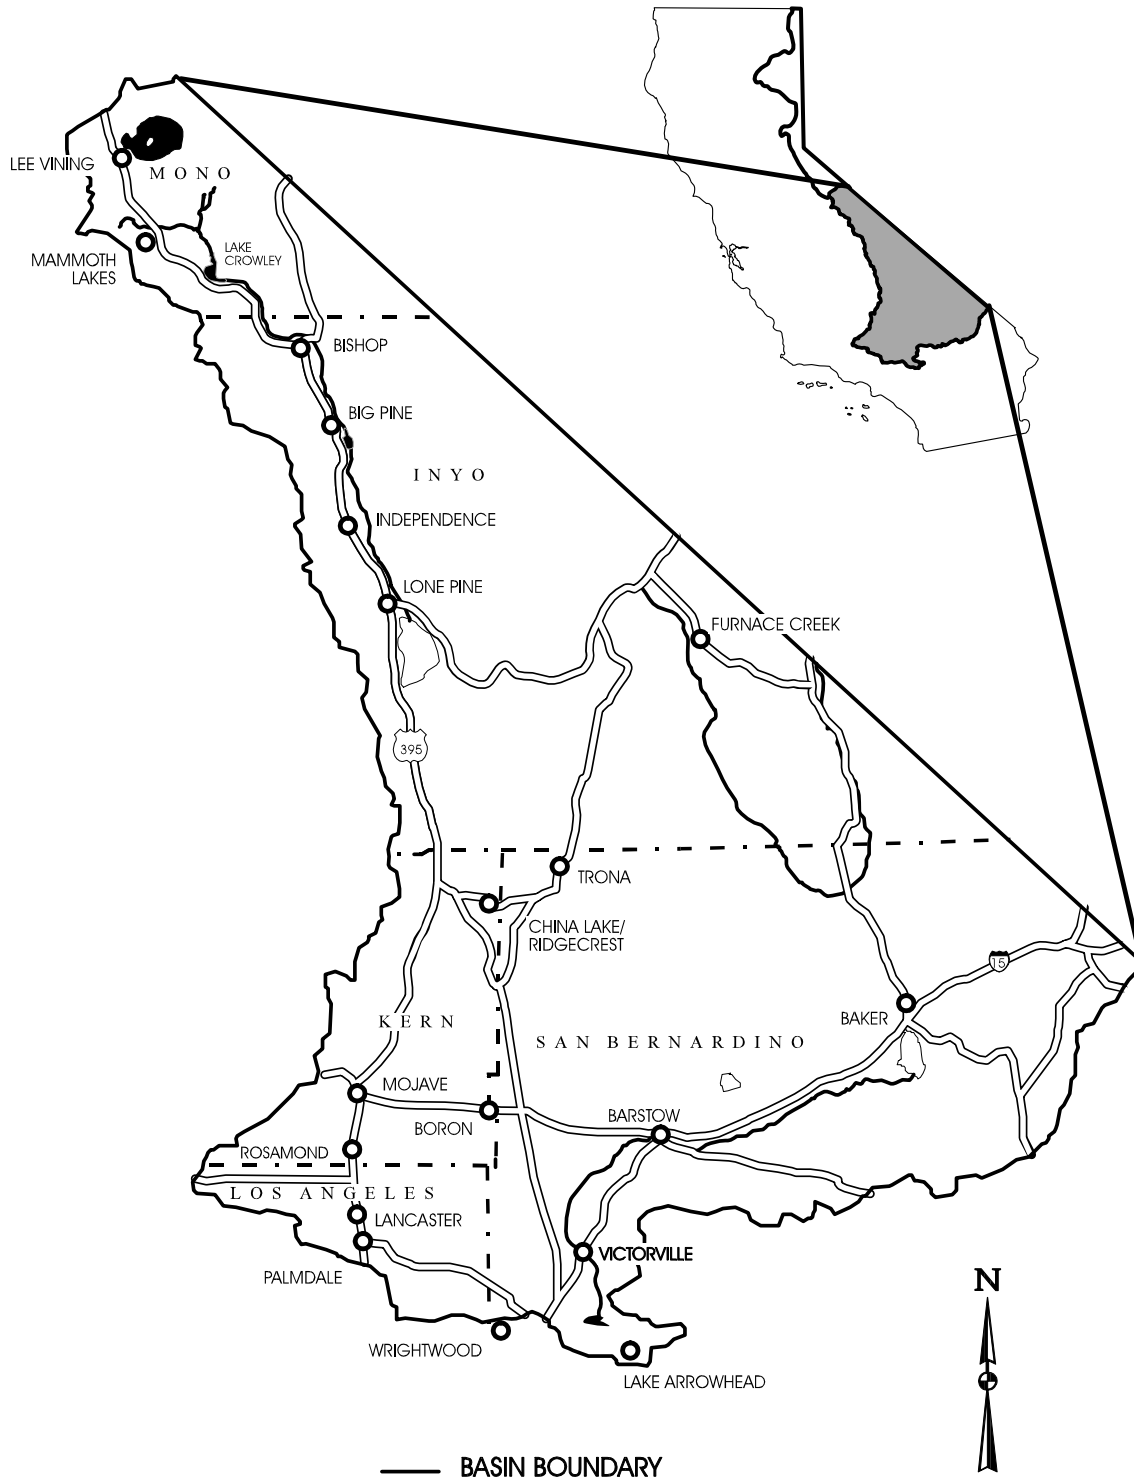 LEE VINING
MONO
MAMMOTH
LAKES
LAKE
CROWLEY
BISHOP
BIG PINE
INYO
INDEPENDENCE
LONE PINE
FURNACE CREEK
395
TRONA
CHINA LAKE/
RIDGECREST
15
BAKER
KERN
SAN BERNARDINO
MOJAVE
BORON
BARSTOW
ROSAMOND
LOS ANGELES
LANCASTER
VICTORVILLE
PALMDALE
N
WRIGHTWOOD
LAKE ARROWHEAD
BASIN BOUNDARY